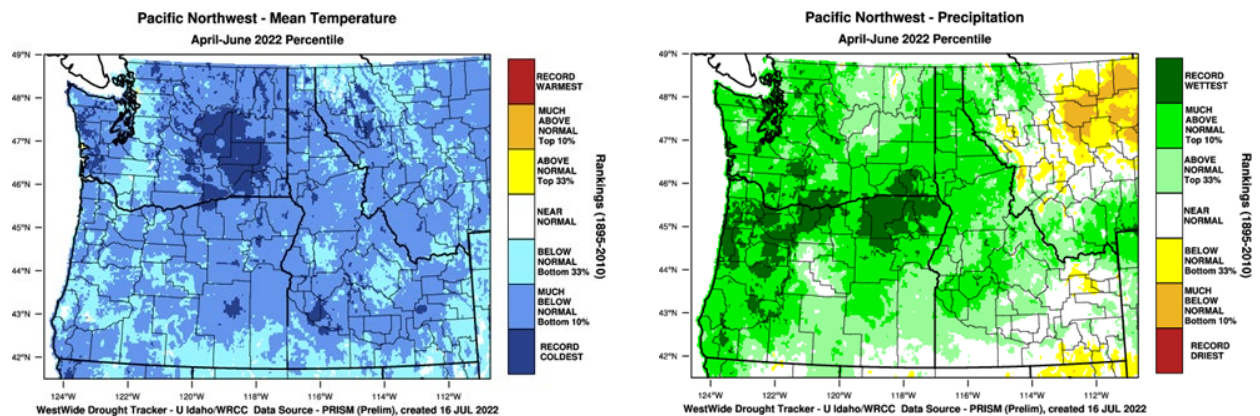 Pacific Northwest - Mean Temperature
April-June 2022 Percentile
49°N
48°N
47°N
46°N
45°N
44°N
43°N
42°N
124°W
122°W
120°W
118°W
116°W
114°W
112°W
RECORD
WARMEST
MUCH
ABOVE
NORMAL
Top 10%
ABOVE
NORMAL
Top 33%
NEAR
NORMAL
BELOW
NORMAL
Bottom 33%
MUCH
BELOW
NORMAL
Bottom 10%
RECORD
COLDEST
Rankings (1895-2010)
WestWide Drought Tracker - U Idaho/WRCC Data Source - PRISM (Prelim), created 16 JUL 2022
Pacific Northwest - Precipitation
April-June 2022 Percentile
49°N
48°N
47°N
46°N
45°N
44°N
43°N
42°N
124°W
122°W
120°W
118°W
116°W
114°W
112°W
RECORD
WETTEST
MUCH
ABOVE
NORMAL
Top 10%
ABOVE
NORMAL
Top 33%
NEAR
NORMAL
BELOW
NORMAL
Bottom 33%
MUCH
BELOW
NORMAL
Bottom 10%
RECORD
DRIEST
Rankings (1895-2010)
WestWide Drought Tracker - U Idaho/WRCC Data Source - PRISM (Prelim), created 16 JUL 2022